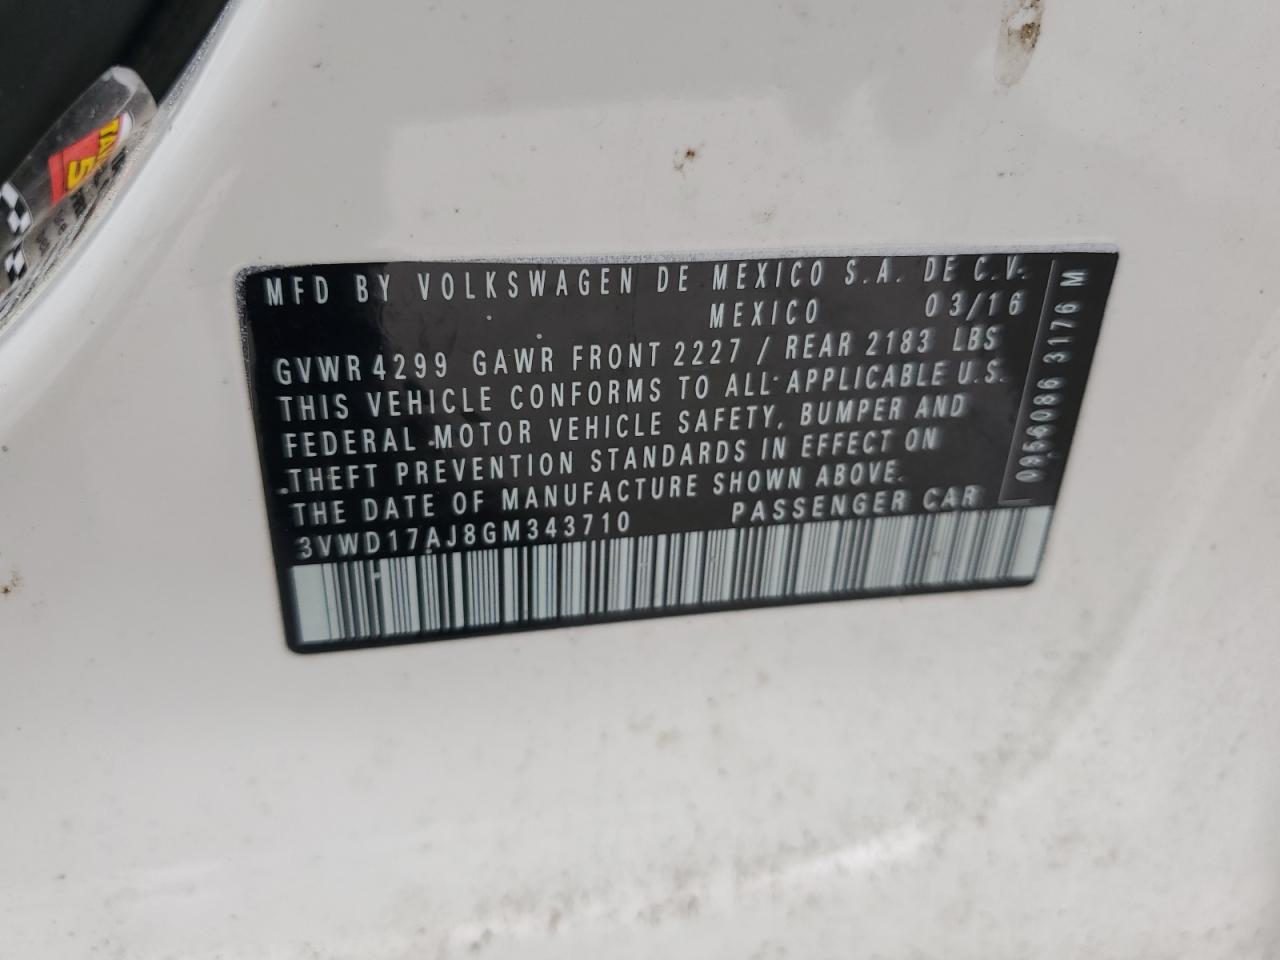 MFD BY VOLKSWAGEN DE MEXICO S.A. DE C.V.
MEXICO 03/16
GVWR 4299 GAWR FRONT 2227 / REAR 2183 LBS
THIS VEHICLE CONFORMS TO ALL APPLICABLE U.S.
FEDERAL MOTOR VEHICLE SAFETY, BUMPER AND
THEFT PREVENTION STANDARDS IN EFFECT ON
THE DATE OF MANUFACTURE SHOWN ABOVE.
3VWD17AJ8GM343710 PASSENGER CAR
0856086 3176 M
5